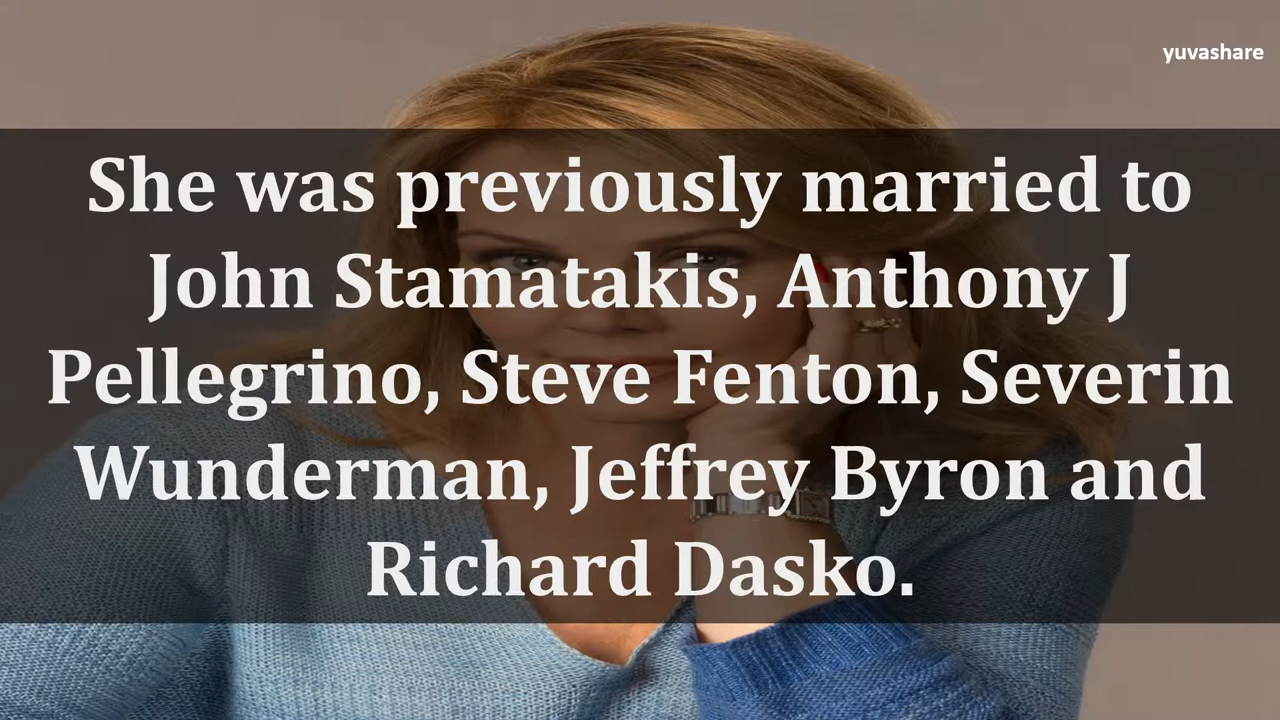 yuvashare
She was previously married to
John Stamatakis, Anthony J
Pellegrino, Steve Fenton, Severin
Wunderman, Jeffrey Byron and
Richard Dasko.